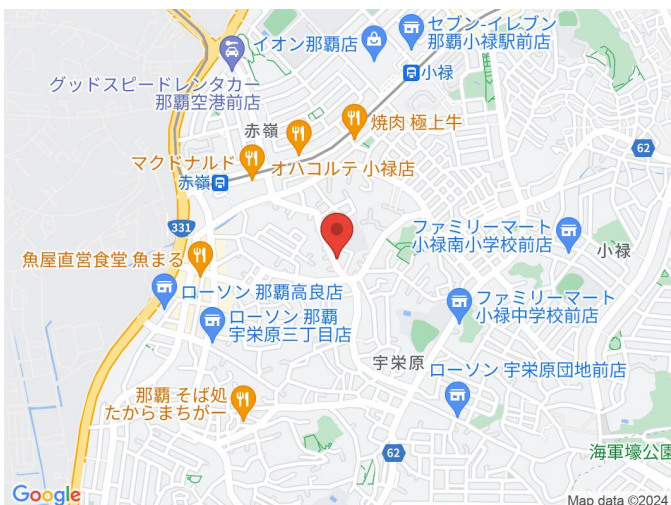 セブン-イレブン
那覇小禄駅前店
イオン那覇店
グッドスピードレンタカー
那覇空港前店
小禄
赤嶺
焼肉 極上牛
62
マクドナルド
オハコルテ 小禄店
赤嶺
331
ファミリーマート
小禄南小学校前店
小禄
魚屋直営食堂 魚まる
ローソン 那覇高良店
ローソン 那覇
宇栄原三丁目店
ファミリーマート
小禄中学校前店
宇栄原
ローソン 宇栄原団地前店
那覇 そば処
たからまちがー
62
海軍壕公園
Google
Map data ©2024